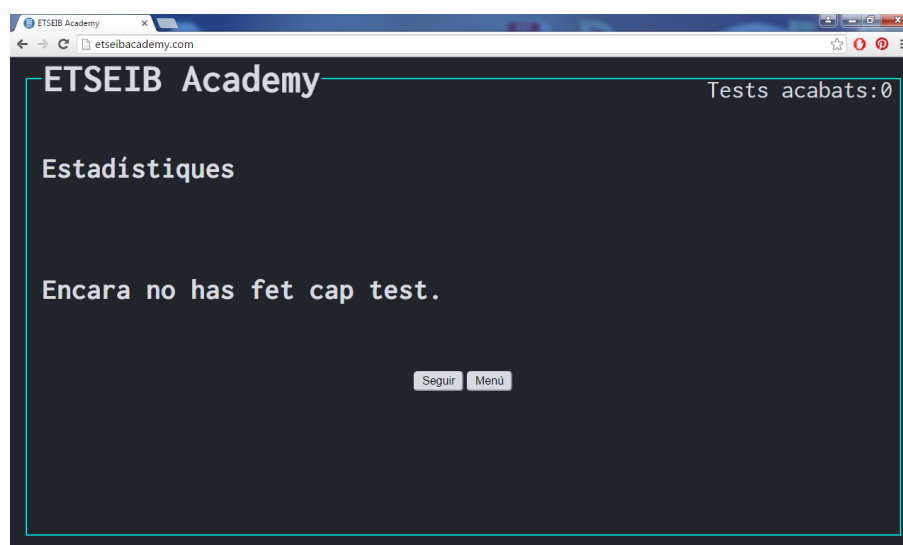 ETSEIB Academy
etseibacademy.com
ETSEIB Academy
Tests acabats:0
Estadístiques
Encara no has fet cap test.
Seguir Menú